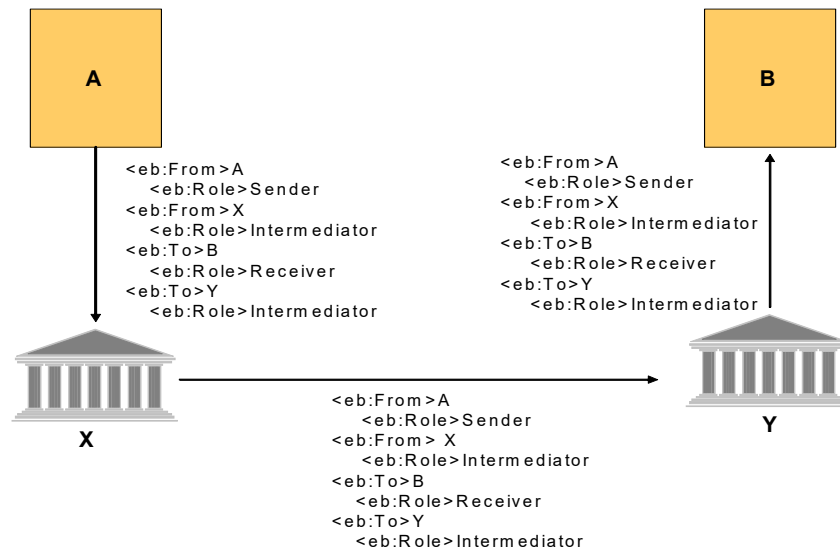 A
B
<eb:From>A
<eb:Role>Sender
<eb:From>X
<eb:Role>Intermediator
<eb:To>B
<eb:Role>Receiver
<eb:To>Y
<eb:Role>Intermediator
<eb:From>A
<eb:Role>Sender
<eb:From>X
<eb:Role>Intermediator
<eb:To>B
<eb:Role>Receiver
<eb:To>Y
<eb:Role>Intermediator
X
Y
<eb:From>A
<eb:Role>Sender
<eb:From> X
<eb:Role>Intermediator
<eb:To>B
<eb:Role>Receiver
<eb:To>Y
<eb:Role>Intermediator